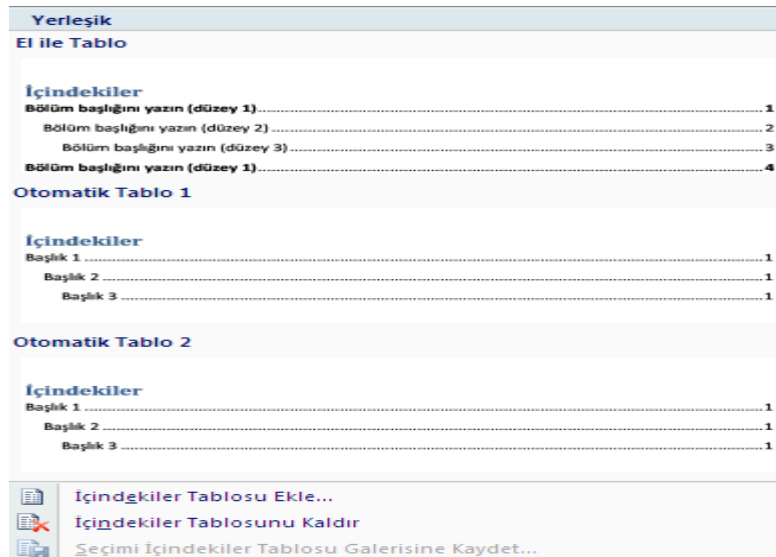 Yerleşik
El ile Tablo
İçindekiler
Bölüm başlığını yazın (düzey 1)........................................................1
Bölüm başlığını yazın (düzey 2)........................................................2
Bölüm başlığını yazın (düzey 3)........................................................3
Bölüm başlığını yazın (düzey 1)........................................................4
Otomatik Tablo 1
İçindekiler
Başlık 1........................................................1
Başlık 2........................................................1
Başlık 3........................................................1
Otomatik Tablo 2
İçindekiler
Başlık 1........................................................1
Başlık 2........................................................1
Başlık 3........................................................1
İçindekiler Tablosu Ekle...
İçindekiler Tablosunu Kaldır
Seçimi İçindekiler Tablosu Galerisine Kaydet...